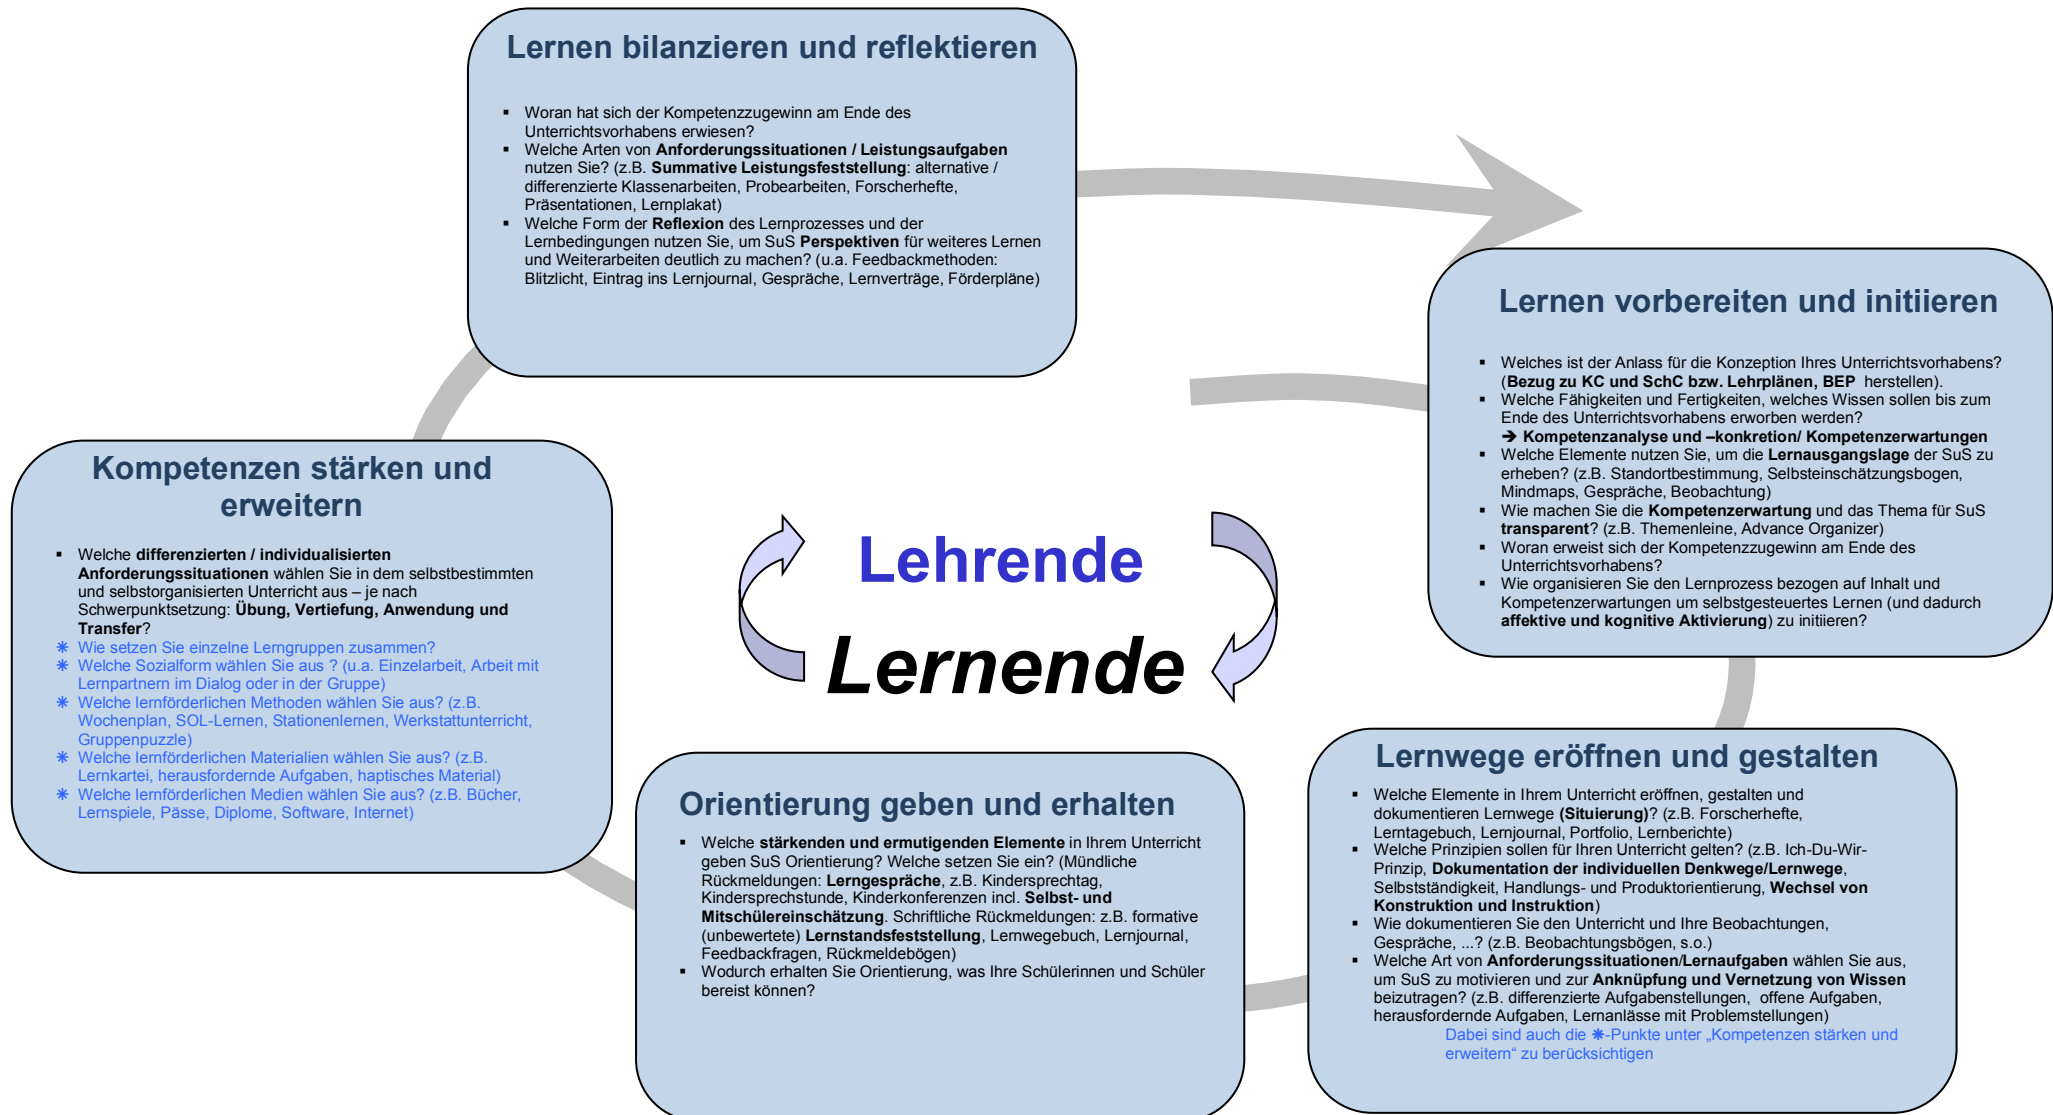 Lernen bilanzieren und reflektieren
▪ Woran hat sich der Kompetenzzugewinn am Ende des
Unterrichtsvorhabens erwiesen?
▪ Welche Arten von Anforderungssituationen / Leistungsaufgaben
nutzen Sie? (z.B. Summative Leistungsfeststellung: alternative /
differenzierte Klassenarbeiten, Probearbeiten, Forscherhefte,
Präsentationen, Lernplakat)
▪ Welche Form der Reflexion des Lernprozesses und der
Lernbedingungen nutzen Sie, um SuS Perspektiven für weiteres Lernen
und Weiterarbeiten deutlich zu machen? (u.a. Feedbackmethoden:
Blitzlicht, Eintrag ins Lernjournal, Gespräche, Lernverträge, Förderpläne)
Lernen vorbereiten und initiieren
▪ Welches ist der Anlass für die Konzeption Ihres Unterrichtsvorhabens?
(Bezug zu KC und SchC bzw. Lehrplänen, BEP herstellen).
▪ Welche Fähigkeiten und Fertigkeiten, welches Wissen sollen bis zum
Ende des Unterrichtsvorhabens erworben werden?
➔ Kompetenzanalyse und –konkretion/ Kompetenzerwartungen
▪ Welche Elemente nutzen Sie, um die Lernausgangslage der SuS zu
erheben? (z.B. Standortbestimmung, Selbsteinschätzungsbogen,
Mindmaps, Gespräche, Beobachtung)
▪ Wie machen Sie die Kompetenzerwartung und das Thema für SuS
transparent? (z.B. Themenleine, Advance Organizer)
▪ Woran erweist sich der Kompetenzzugewinn am Ende des
Unterrichtsvorhabens?
▪ Wie organisieren Sie den Lernprozess bezogen auf Inhalt und
Kompetenzerwartungen um selbstgesteuertes Lernen (und dadurch
affektive und kognitive Aktivierung) zu initiieren?
Kompetenzen stärken und
erweitern
▪ Welche differenzierten / individualisierten
Anforderungssituationen wählen Sie in dem selbstbestimmten
und selbstorganisierten Unterricht aus – je nach
Schwerpunktsetzung: Übung, Vertiefung, Anwendung und
Transfer?
✱ Wie setzen Sie einzelne Lerngruppen zusammen?
✱ Welche Sozialform wählen Sie aus ? (u.a. Einzelarbeit, Arbeit mit
Lernpartnern im Dialog oder in der Gruppe)
✱ Welche lernförderlichen Methoden wählen Sie aus? (z.B.
Wochenplan, SOL-Lernen, Stationenlernen, Werkstattunterricht,
Gruppenpuzzle)
✱ Welche lernförderlichen Materialien wählen Sie aus? (z.B.
Lernkartei, herausfordernde Aufgaben, haptisches Material)
✱ Welche lernförderlichen Medien wählen Sie aus? (z.B. Bücher,
Lernspiele, Pässe, Diplome, Software, Internet)
Lehrende
Lernende
Orientierung geben und erhalten
▪ Welche stärkenden und ermutigenden Elemente in Ihrem Unterricht
geben SuS Orientierung? Welche setzen Sie ein? (Mündliche
Rückmeldungen: Lerngespräche, z.B. Kindersprechtag,
Kindersprechstunde, Kinderkonferenzen incl. Selbst- und
Mitschülereinschätzung. Schriftliche Rückmeldungen: z.B. formative
(unbewertete) Lernstandsfeststellung, Lernwegebuch, Lernjournal,
Feedbackfragen, Rückmeldebögen)
▪ Wodurch erhalten Sie Orientierung, was Ihre Schülerinnen und Schüler
bereist können?
Lernwege eröffnen und gestalten
▪ Welche Elemente in Ihrem Unterricht eröffnen, gestalten und
dokumentieren Lernwege (Situierung)? (z.B. Forscherhefte,
Lerntagebuch, Lernjournal, Portfolio, Lernberichte)
▪ Welche Prinzipien sollen für Ihren Unterricht gelten? (z.B. Ich-Du-Wir-
Prinzip, Dokumentation der individuellen Denkwege/Lernwege,
Selbstständigkeit, Handlungs- und Produktorientierung, Wechsel von
Konstruktion und Instruktion)
▪ Wie dokumentieren Sie den Unterricht und Ihre Beobachtungen,
Gespräche, ...? (z.B. Beobachtungsbögen, s.o.)
▪ Welche Art von Anforderungssituationen/Lernaufgaben wählen Sie aus,
um SuS zu motivieren und zur Anknüpfung und Vernetzung von Wissen
beizutragen? (z.B. differenzierte Aufgabenstellungen, offene Aufgaben,
herausfordernde Aufgaben, Lernanlässe mit Problemstellungen)
Dabei sind auch die ✱-Punkte unter „Kompetenzen stärken und
erweitern“ zu berücksichtigen